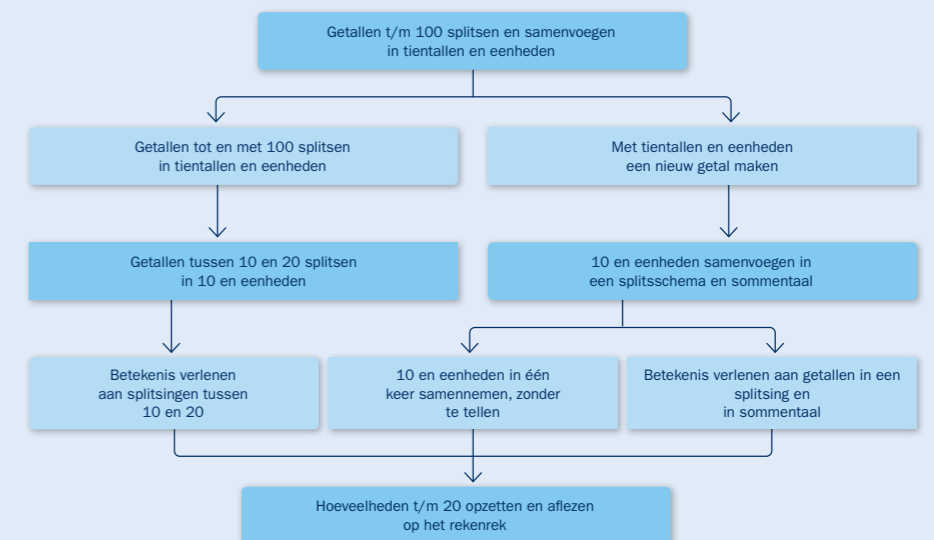 Getallen t/m 100 splitsen en samenvoegen
in tientallen en eenheden
Getallen tot en met 100 splitsen
in tientallen en eenheden
Met tientallen en eenheden
een nieuw getal maken
Getallen tussen 10 en 20 splitsen
in 10 en eenheden
10 en eenheden samenvoegen in
een splitsschema en sommentaal
Betekenis verlenen
aan splitsingen tussen
10 en 20
10 en eenheden in één
keer samennemen, zonder
te tellen
Betekenis verlenen aan getallen in een
splitsing en
in sommentaal
Hoeveelheden t/m 20 opzetten en aflezen
op het rekenrek